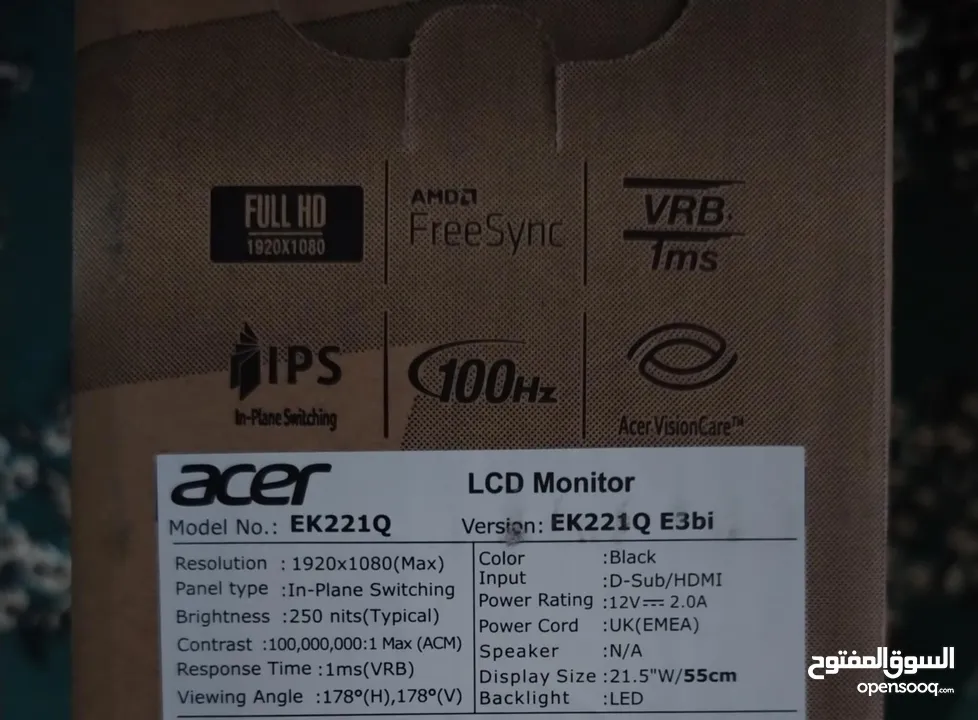 FULL HD
1920X1080
AMD
FreeSync
VRB
1ms
IPS
In-Plane Switching
100Hz
Acer VisionCare™
acer
LCD Monitor
Model No.: EK221Q
Version: EK221Q E3bi
Resolution : 1920x1080(Max)
Panel type :In-Plane Switching
Brightness :250 nits(Typical)
Contrast :100,000,000:1 Max (ACM)
Response Time :1ms(VRB)
Viewing Angle :178º(H),178º(V)
Color :Black
Input :D-Sub/HDMI
Power Rating :12V⎓ 2.0A
Power Cord :UK(EMEA)
Speaker :N/A
Display Size :21.5"W/55cm
Backlight :LED
السوق المفتوح
opensooq.com